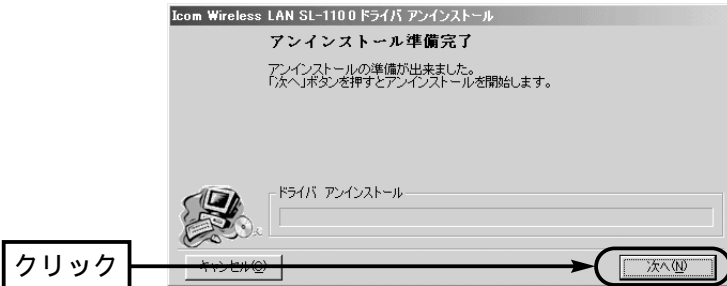 Icom Wireless LAN SL-1100 ドライバ アンインストール
アンインストール準備完了
アンインストールの準備が出来ました。
「次へ」ボタンを押すとアンインストールを開始します。
ドライバ アンインストール
クリック
キャンセル(C)
次へ(N)